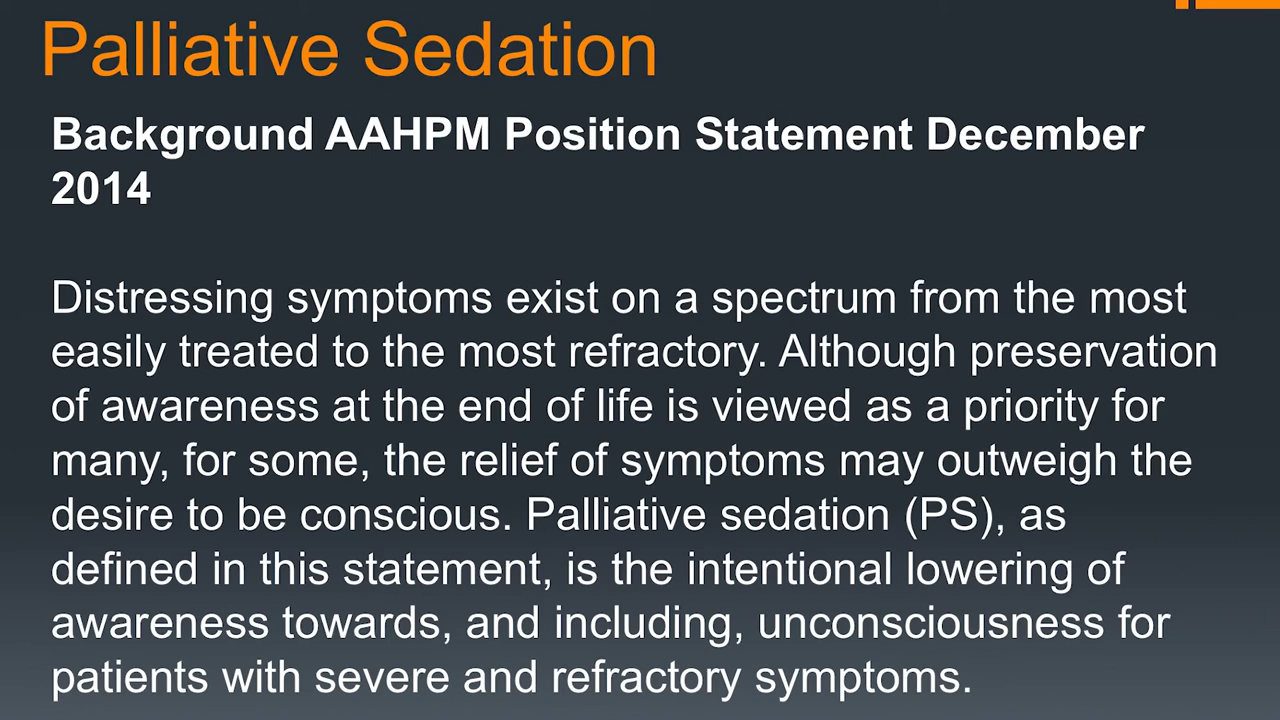 Palliative Sedation
Background AAHPM Position Statement December
2014
Distressing symptoms exist on a spectrum from the most
easily treated to the most refractory. Although preservation
of awareness at the end of life is viewed as a priority for
many, for some, the relief of symptoms may outweigh the
desire to be conscious. Palliative sedation (PS), as
defined in this statement, is the intentional lowering of
awareness towards, and including, unconsciousness for
patients with severe and refractory symptoms.